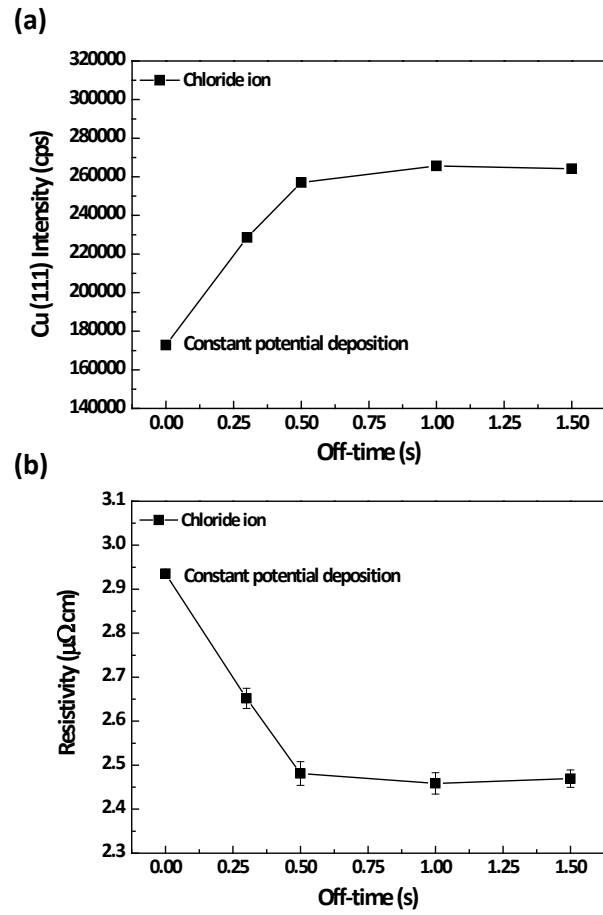 (a)
Chloride ion
Cu (111) Intensity (cps)
320000
300000
280000
260000
240000
220000
200000
180000
160000
140000
Constant potential deposition
0.00 0.25 0.50 0.75 1.00 1.25 1.50
Off-time (s)
(b)
Chloride ion
Resistivity (μΩ.cm)
3.1
3.0
2.9
2.8
2.7
2.6
2.5
2.4
2.3
Constant potential deposition
0.00 0.25 0.50 0.75 1.00 1.25 1.50
Off-time (s)